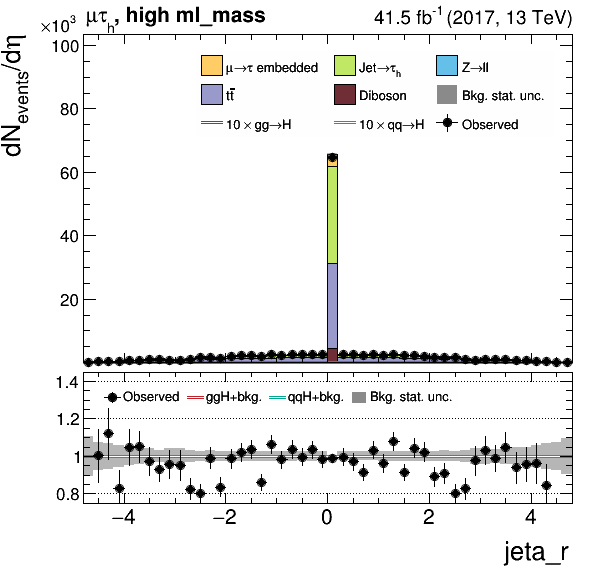 μτh, high ml_mass 41.5 fb-1 (2017, 13 TeV)
×10³
dNevents/dη
μ→τ embedded Jet→τh Z→ll
tt̄ Diboson Bkg. stat. unc.
10×gg→H 10×qq→H Observed
80
60
40
20
1.4
Observed ggH+bkg. qqH+bkg. Bkg. stat. unc.
1.2
1
0.8
−4 −2 0 2 4
jeta_r